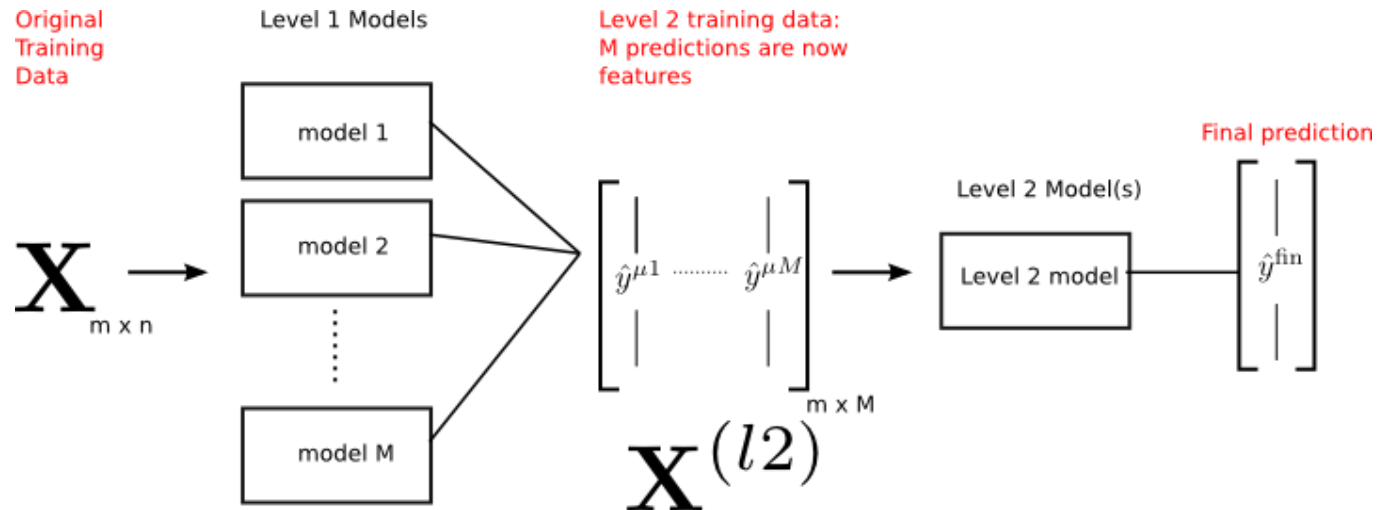 Original
Training
Data
Level 1 Models
Level 2 training data:
M predictions are now
features
model 1
model 2
model M
X
m x n
ŷ^{μ1} .......... ŷ^{μM}
m x M
X^{(l2)}
Level 2 Model(s)
Level 2 model
Final prediction
ŷ^{fin}